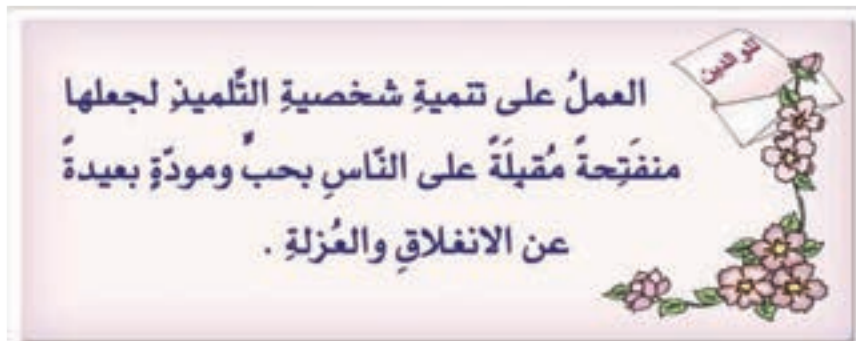 للوالدين
العملُ على تنميةِ شخصيةِ التِّلميذِ لجعلها
منفَتِحةً مُقبِلَةً على النّاسِ بحبٍّ ومودّةٍ بعيدةً
عن الانغلاقِ والعُزلةِ .